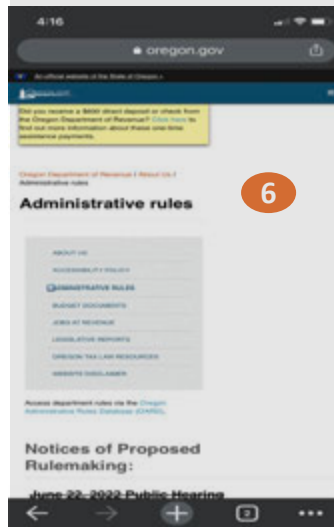 4:16
oregon.gov
An official website of the State of Oregon »
Did you receive a $600 direct deposit or check from
the Oregon Department of Revenue? Click here to
find out more information about these one-time
assistance payments.
Oregon Department of Revenue / About Us /
Administrative rules
Administrative rules
6
ABOUT US
ACCESSIBILITY POLICY
ADMINISTRATIVE RULES
BUDGET DOCUMENTS
JOBS AT REVENUE
LEGISLATIVE REPORTS
OREGON TAX LAW RESOURCES
WEBSITE DISCLAIMER
Access department rules via the Oregon
Administrative Rules Database (OARD).
Notices of Proposed
Rulemaking:
June 22, 2022 Public Hearing
2